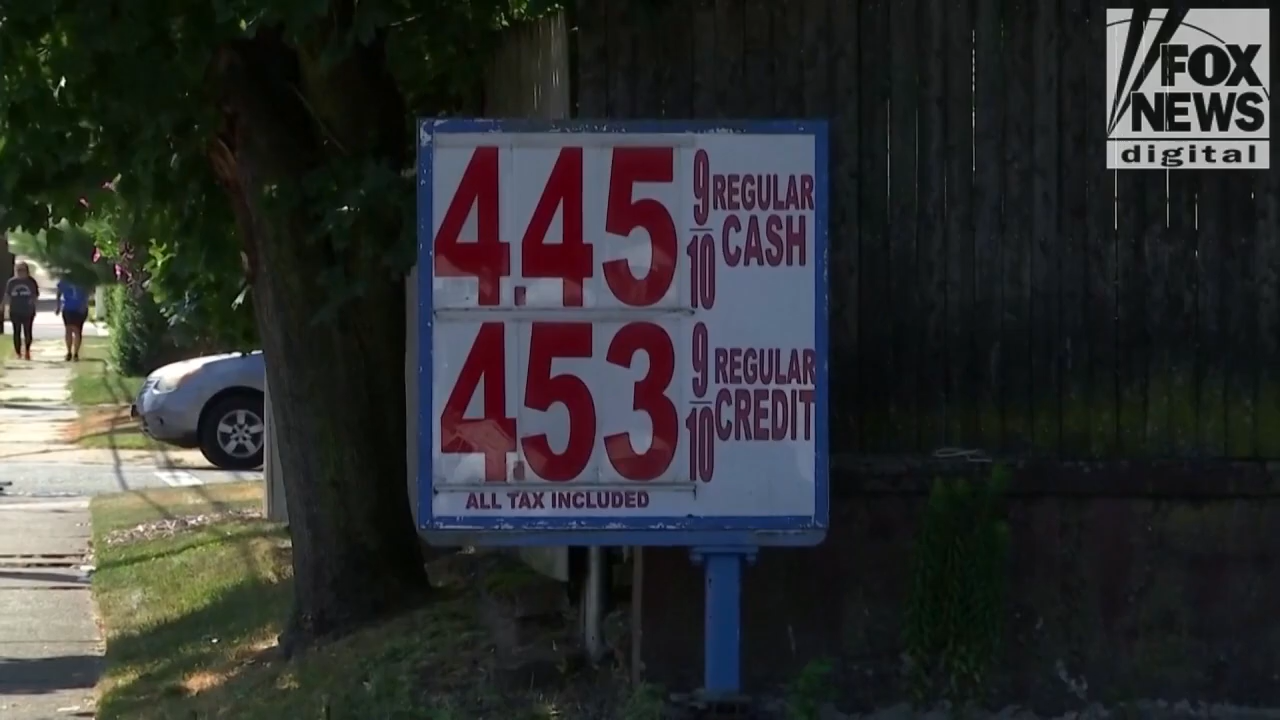 FOX
NEWS
digital
4.45 9/10 REGULAR
CASH
4.53 9/10 REGULAR
CREDIT
ALL TAX INCLUDED